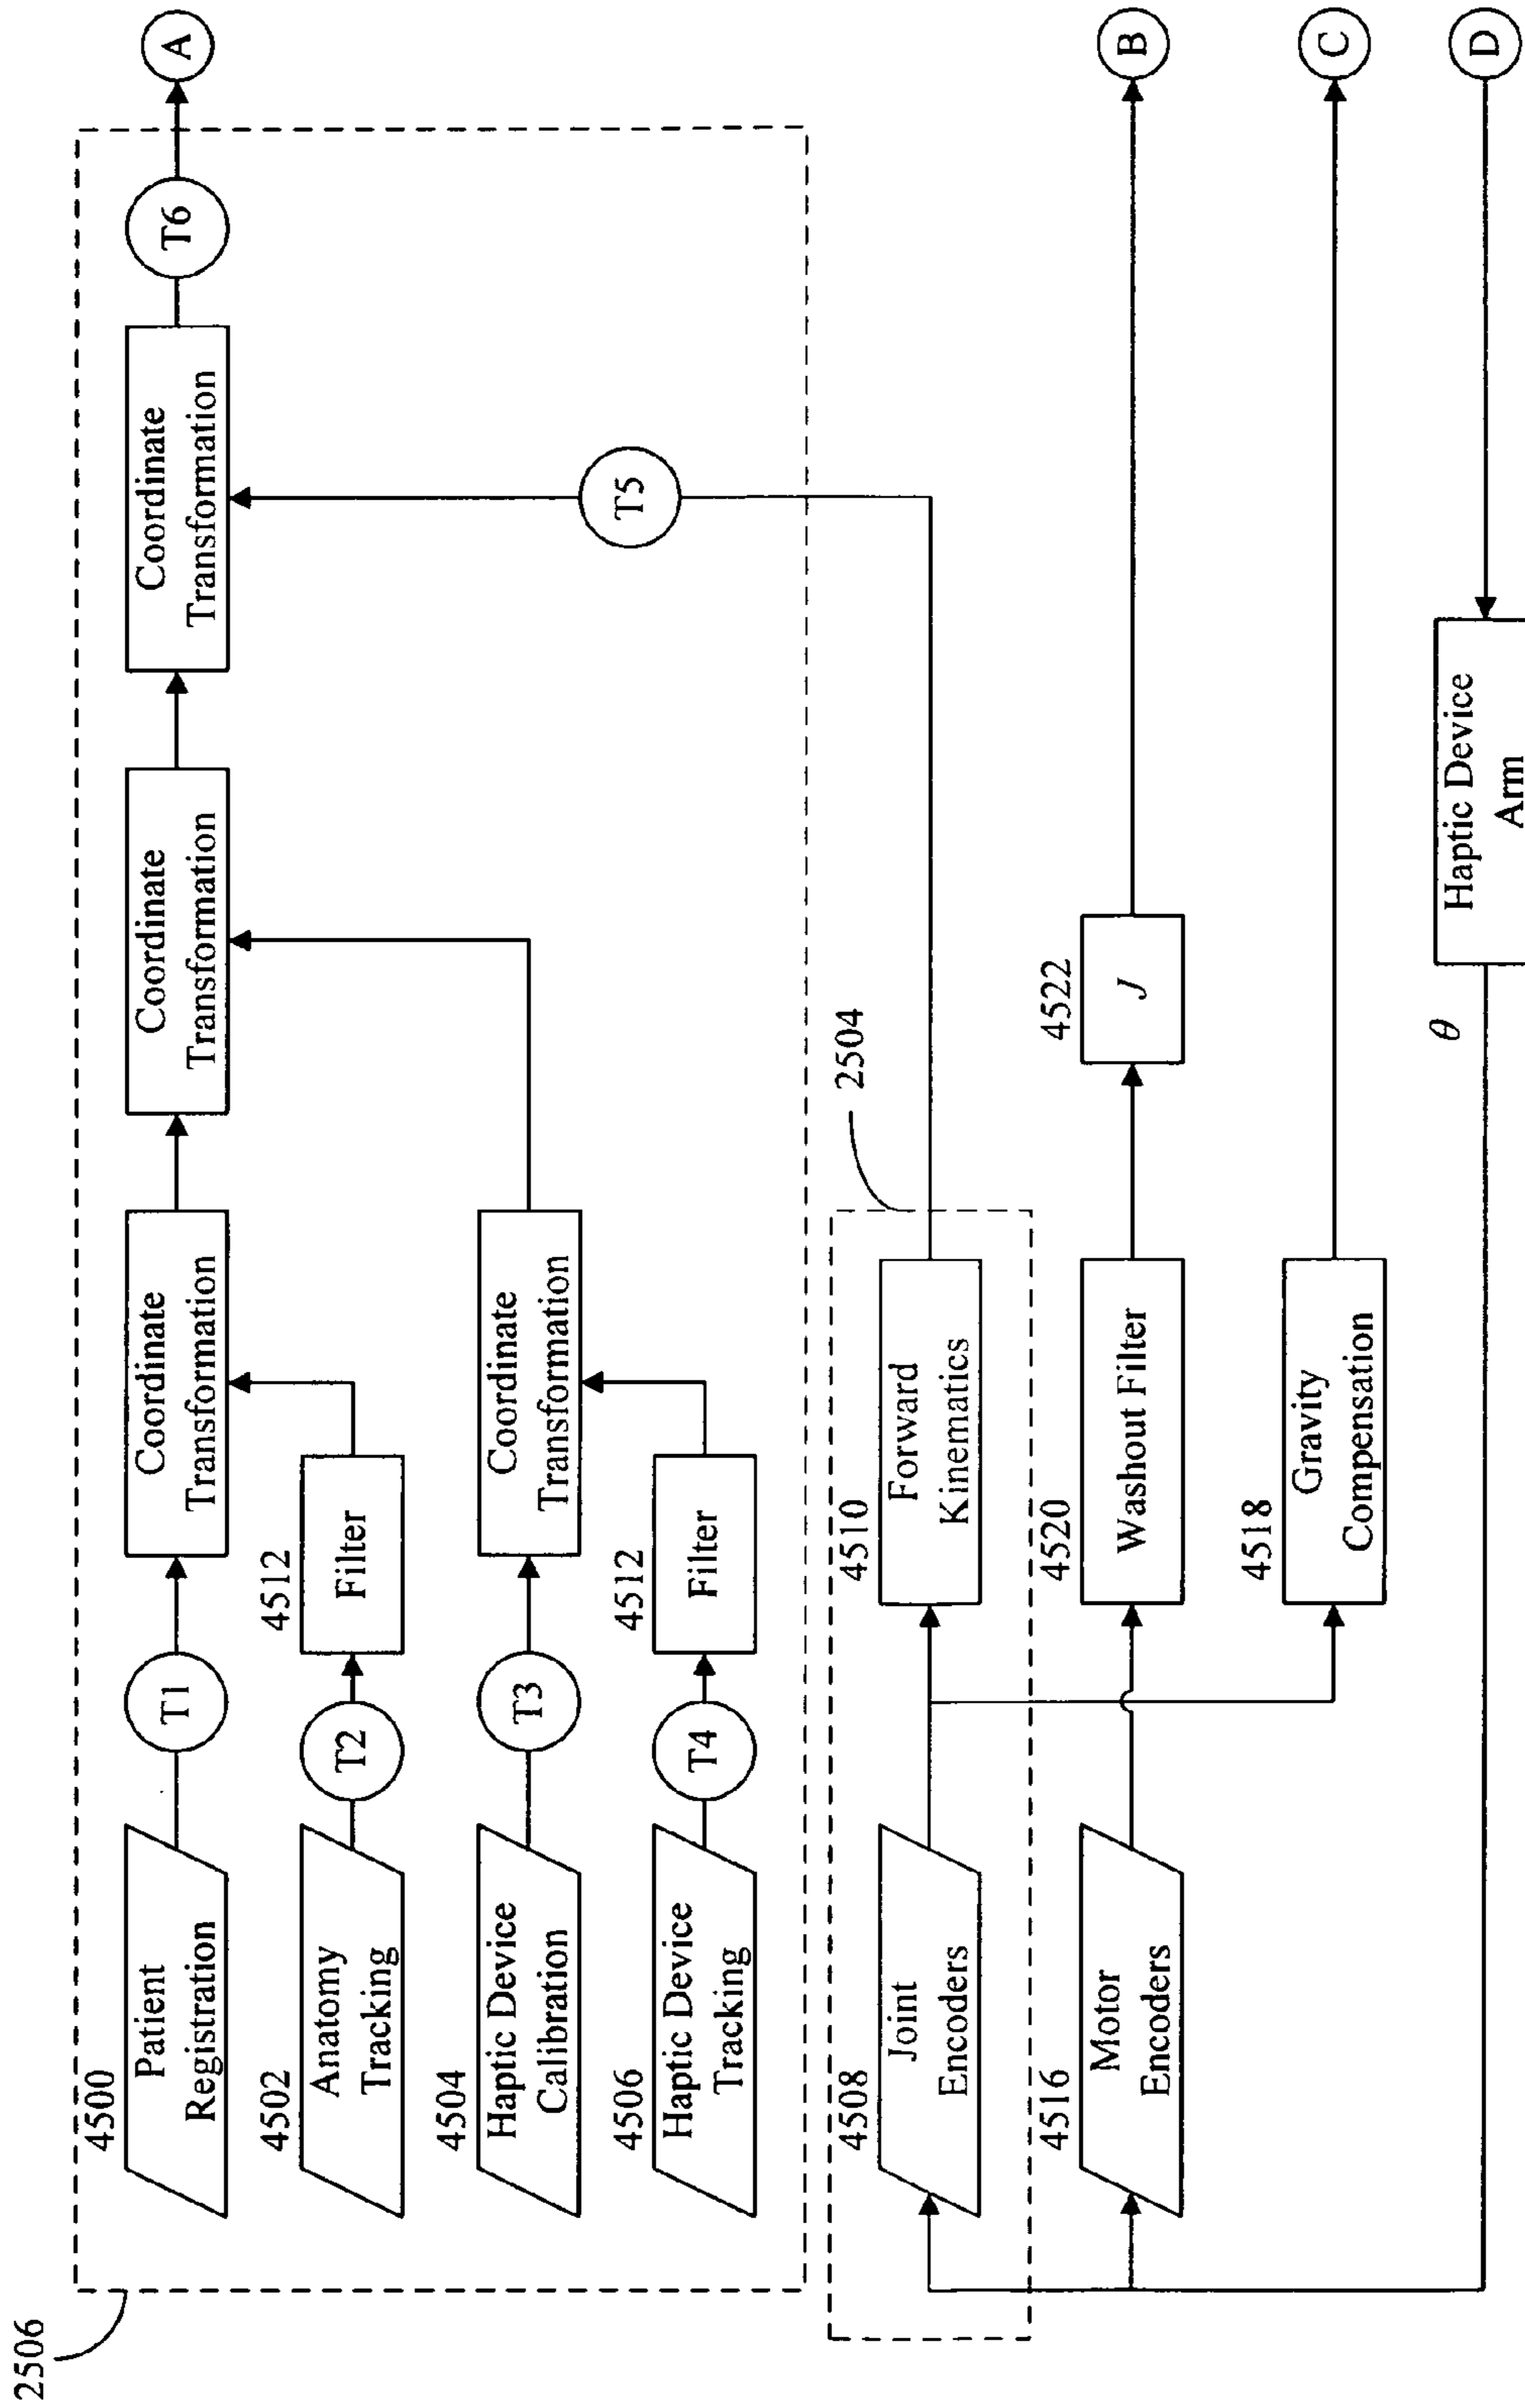 2506
4500
Patient
Registration
T1
Coordinate
Transformation
Coordinate
Transformation
Coordinate
Transformation
T6
A
4502
Anatomy
Tracking
T2
4512
Filter
4504
Haptic Device
Calibration
T3
Coordinate
Transformation
T5
4506
Haptic Device
Tracking
T4
4512
Filter
2504
4508
Joint
Encoders
4510
Forward
Kinematics
4516
Motor
Encoders
4520
Washout Filter
4522
J
B
4518
Gravity
Compensation
C
θ
Haptic Device
Arm
D